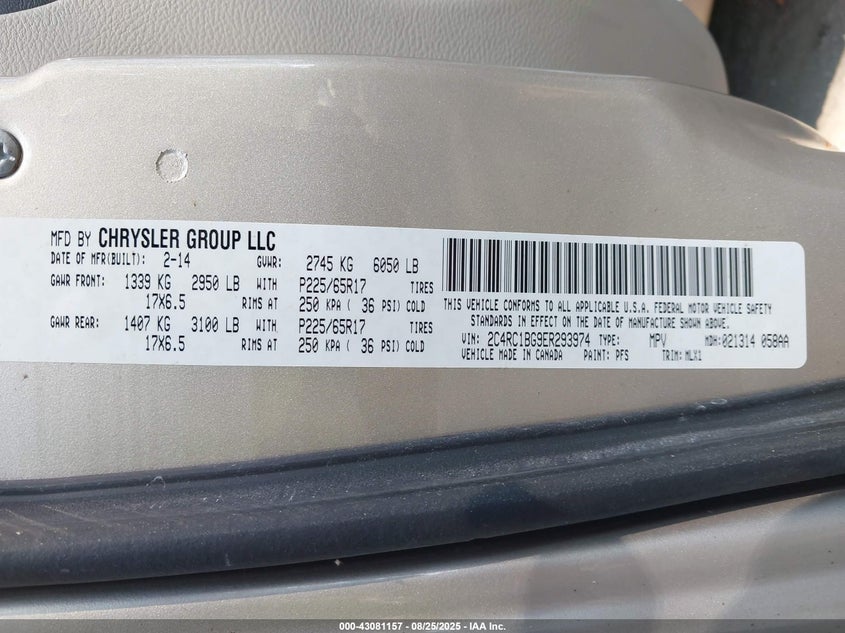 MFD BY CHRYSLER GROUP LLC
DATE OF MFR(BUILT): 2-14 GVWR: 2745 KG 6050 LB
GAWR FRONT: 1339 KG 2950 LB WITH P225/65R17 TIRES
17X6.5 RIMS AT 250 KPA ( 36 PSI) COLD
GAWR REAR: 1407 KG 3100 LB WITH P225/65R17 TIRES
17X6.5 RIMS AT 250 KPA ( 36 PSI) COLD
THIS VEHICLE CONFORMS TO ALL APPLICABLE U.S.A. FEDERAL MOTOR VEHICLE SAFETY
STANDARDS IN EFFECT ON THE DATE OF MANUFACTURE SHOWN ABOVE.
VIN: 2C4RC1BG9ER293974 TYPE: MPV MDH:021314 058AA
VEHICLE MADE IN CANADA PAINT: PFS TRIM: MLX1
000-43081157 - 08/25/2025 - IAA Inc.